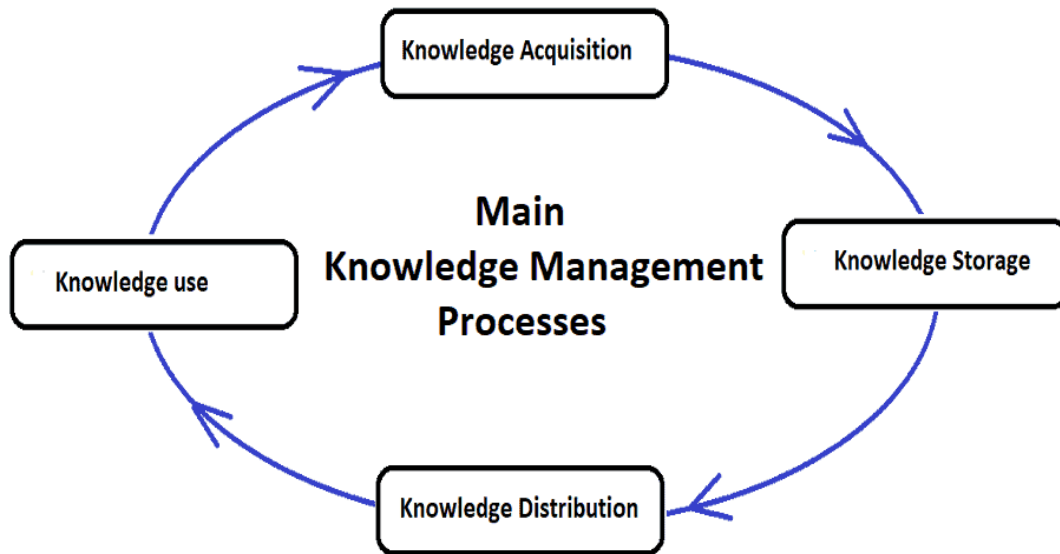 Knowledge Acquisition
Main
Knowledge Management
Processes
Knowledge Storage
Knowledge use
Knowledge Distribution